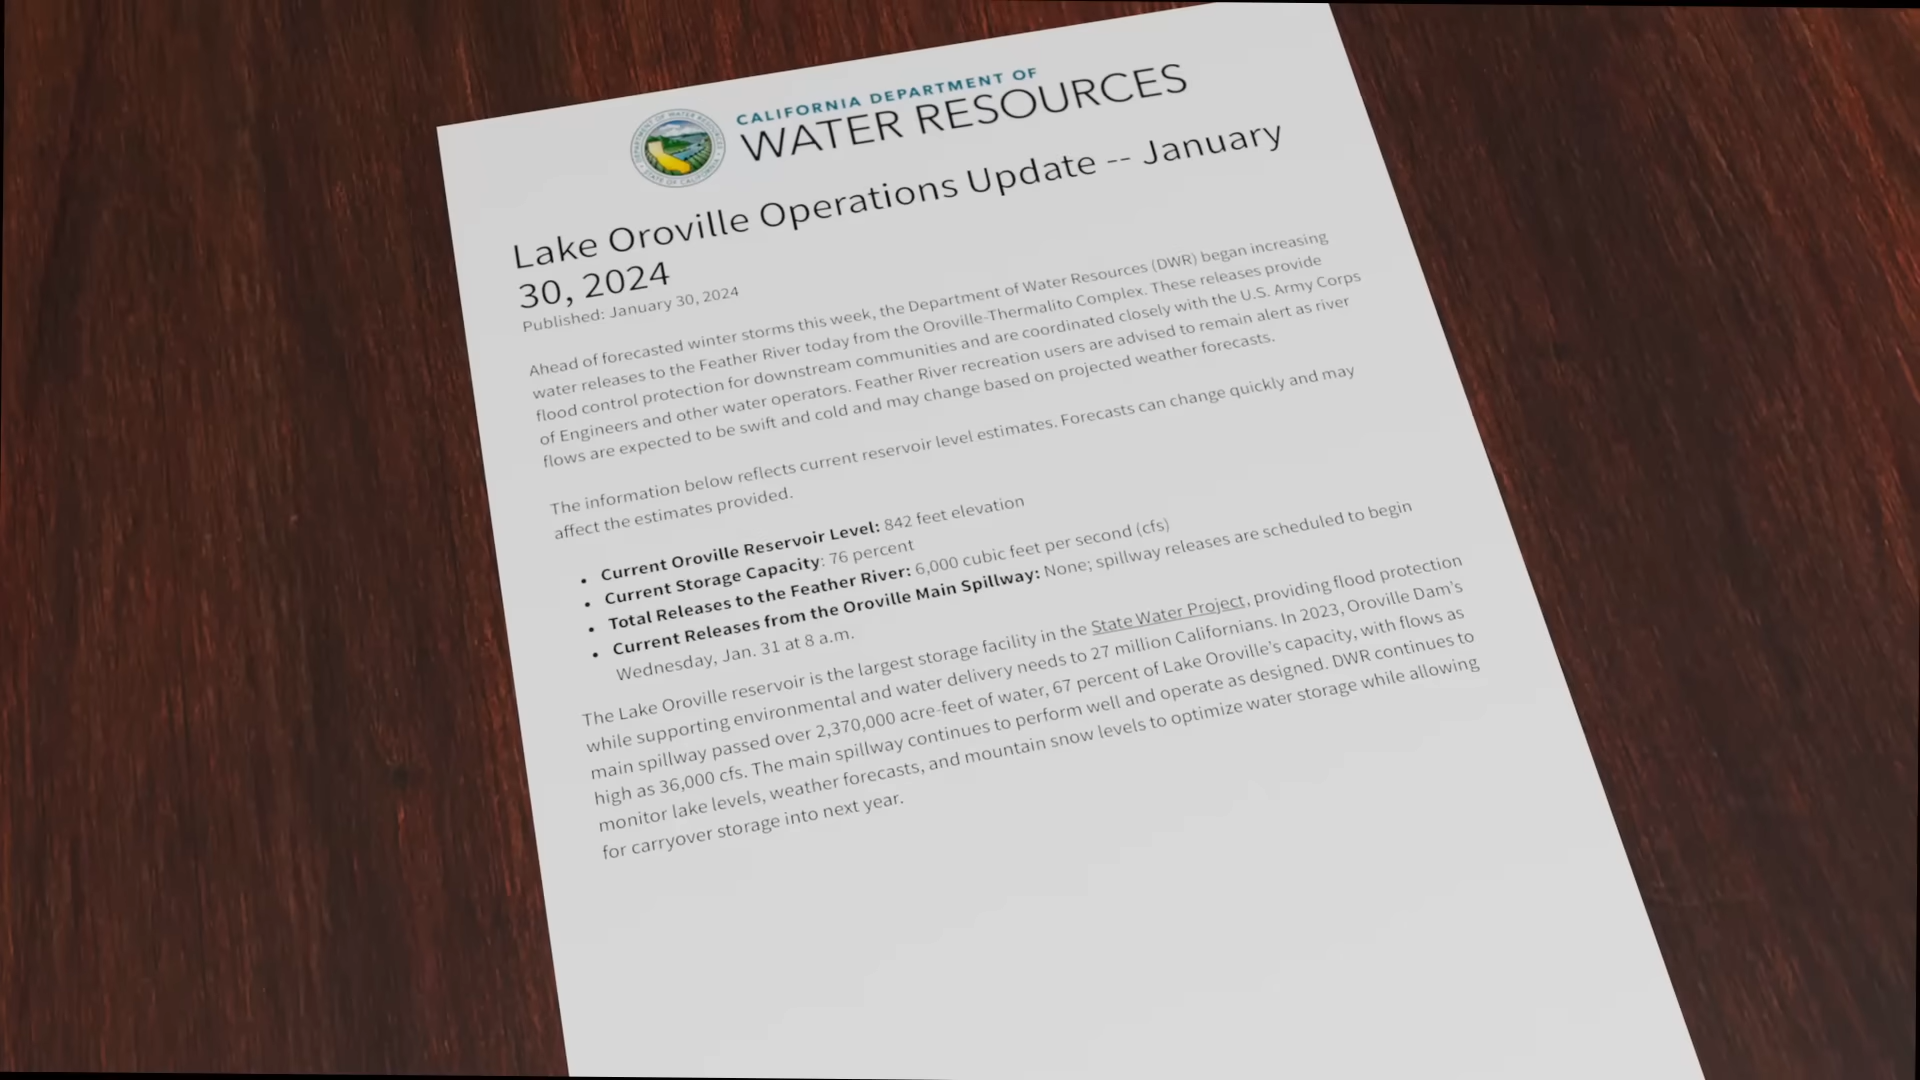 CALIFORNIA DEPARTMENT OF
WATER RESOURCES
Lake Oroville Operations Update -- January
30, 2024
Published: January 30, 2024
Ahead of forecasted winter storms this week, the Department of Water Resources (DWR) began increasing
water releases to the Feather River today from the Oroville-Thermalito Complex. These releases provide
flood control protection for downstream communities and are coordinated closely with the U.S. Army Corps
of Engineers and other water operators. Feather River recreation users are advised to remain alert as river
flows are expected to be swift and cold and may change based on projected weather forecasts.
The information below reflects current reservoir level estimates. Forecasts can change quickly and may
affect the estimates provided.
• Current Oroville Reservoir Level: 842 feet elevation
• Current Storage Capacity: 76 percent
• Total Releases to the Feather River: 6,000 cubic feet per second (cfs)
• Current Releases from the Oroville Main Spillway: None; spillway releases are scheduled to begin
Wednesday, Jan. 31 at 8 a.m.
The Lake Oroville reservoir is the largest storage facility in the State Water Project, providing flood protection
while supporting environmental and water delivery needs to 27 million Californians. In 2023, Oroville Dam's
main spillway passed over 2,370,000 acre-feet of water, 67 percent of Lake Oroville's capacity, with flows as
high as 36,000 cfs. The main spillway continues to perform well and operate as designed. DWR continues to
monitor lake levels, weather forecasts, and mountain snow levels to optimize water storage while allowing
for carryover storage into next year.
DEPARTMENT OF WATER RESOURCES
STATE OF CALIFORNIA